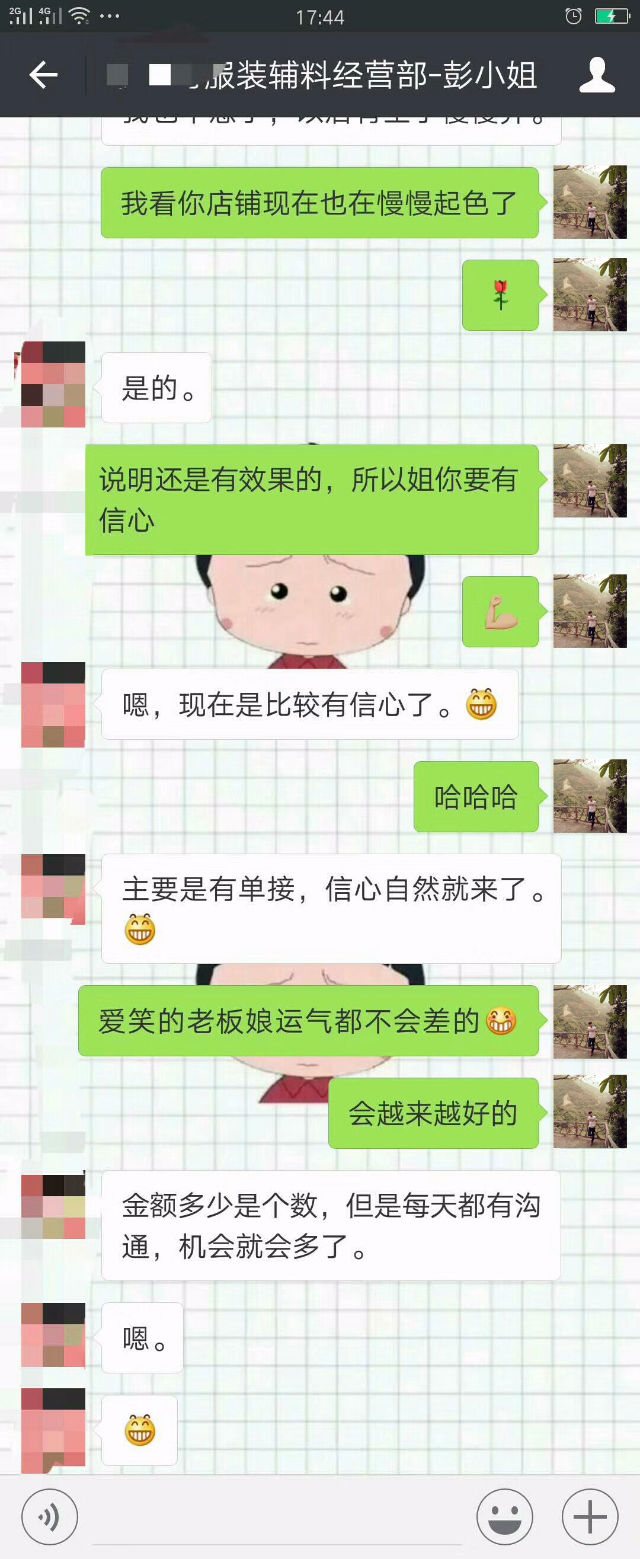 2G 4G 17:44
服装辅料经营部-彭小姐
我看你店铺现在也在慢慢起色了
是的。
说明还是有效果的，所以姐你要有
信心
嗯，现在是比较有信心了。
哈哈哈
主要是有单接，信心自然就来了。
爱笑的老板娘运气都不会差的
会越来越好的
金额多少是个数，但是每天都有沟
通，机会就会多了。
嗯。